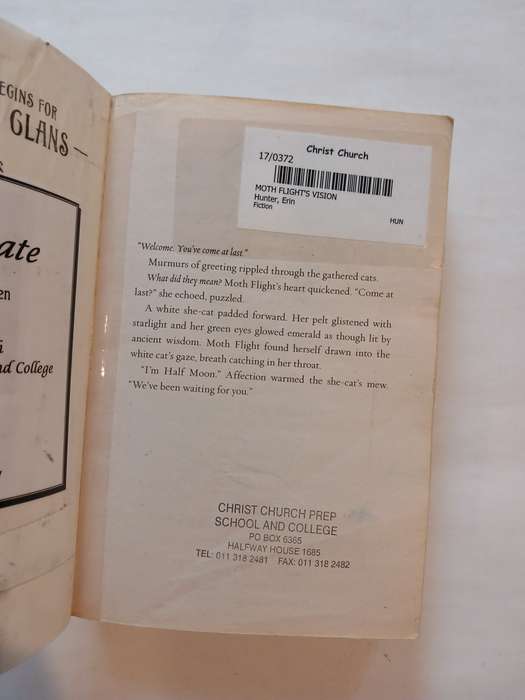 EGINS FOR
GLANS
ate
en
d College
Christ Church
17/0372
MOTH FLIGHT'S VISION
Hunter, Erin
Fiction
HUN
"Welcome. You've come at last."
Murmurs of greeting rippled through the gathered cats.
What did they mean? Moth Flight's heart quickened. "Come at
last?" she echoed, puzzled.
A white she-cat padded forward. Her pelt glistened with
starlight and her green eyes glowed emerald as though lit by
ancient wisdom. Moth Flight found herself drawn into the
white cat's gaze, breath catching in her throat.
"I'm Half Moon." Affection warmed the she-cat's mew.
"We've been waiting for you."
CHRIST CHURCH PREP
SCHOOL AND COLLEGE
PO BOX 6365
HALFWAY HOUSE 1685
TEL: 011 318 2481 FAX: 011 318 2482